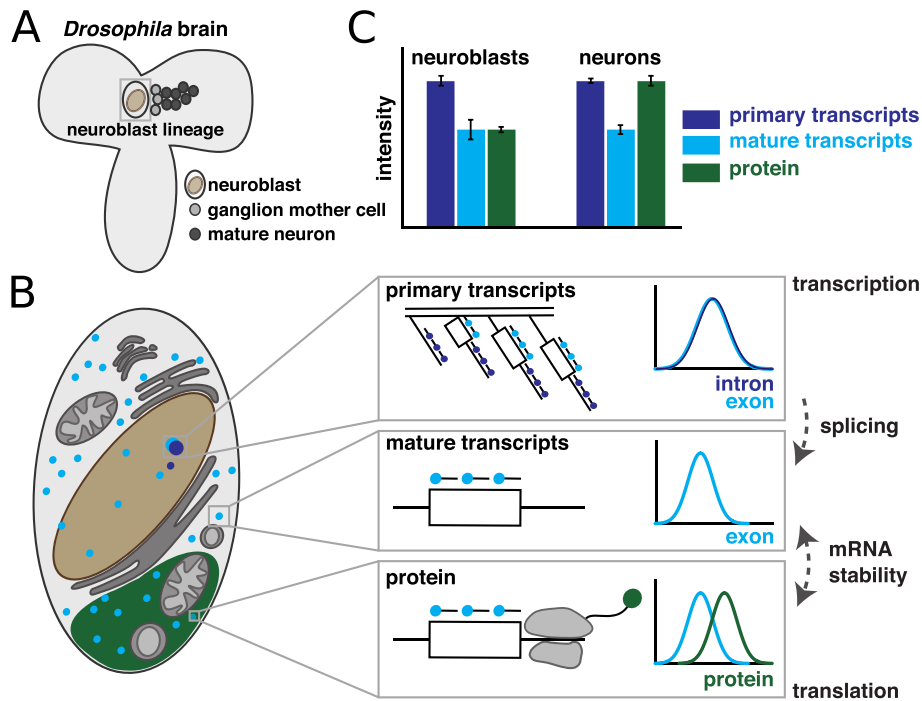 A
Drosophila brain
neuroblast lineage
neuroblast
ganglion mother cell
mature neuron
C
neuroblasts
neurons
intensity
primary transcripts
mature transcripts
protein
B
primary transcripts
intron
exon
mature transcripts
exon
protein
protein
transcription
splicing
mRNA
stability
translation